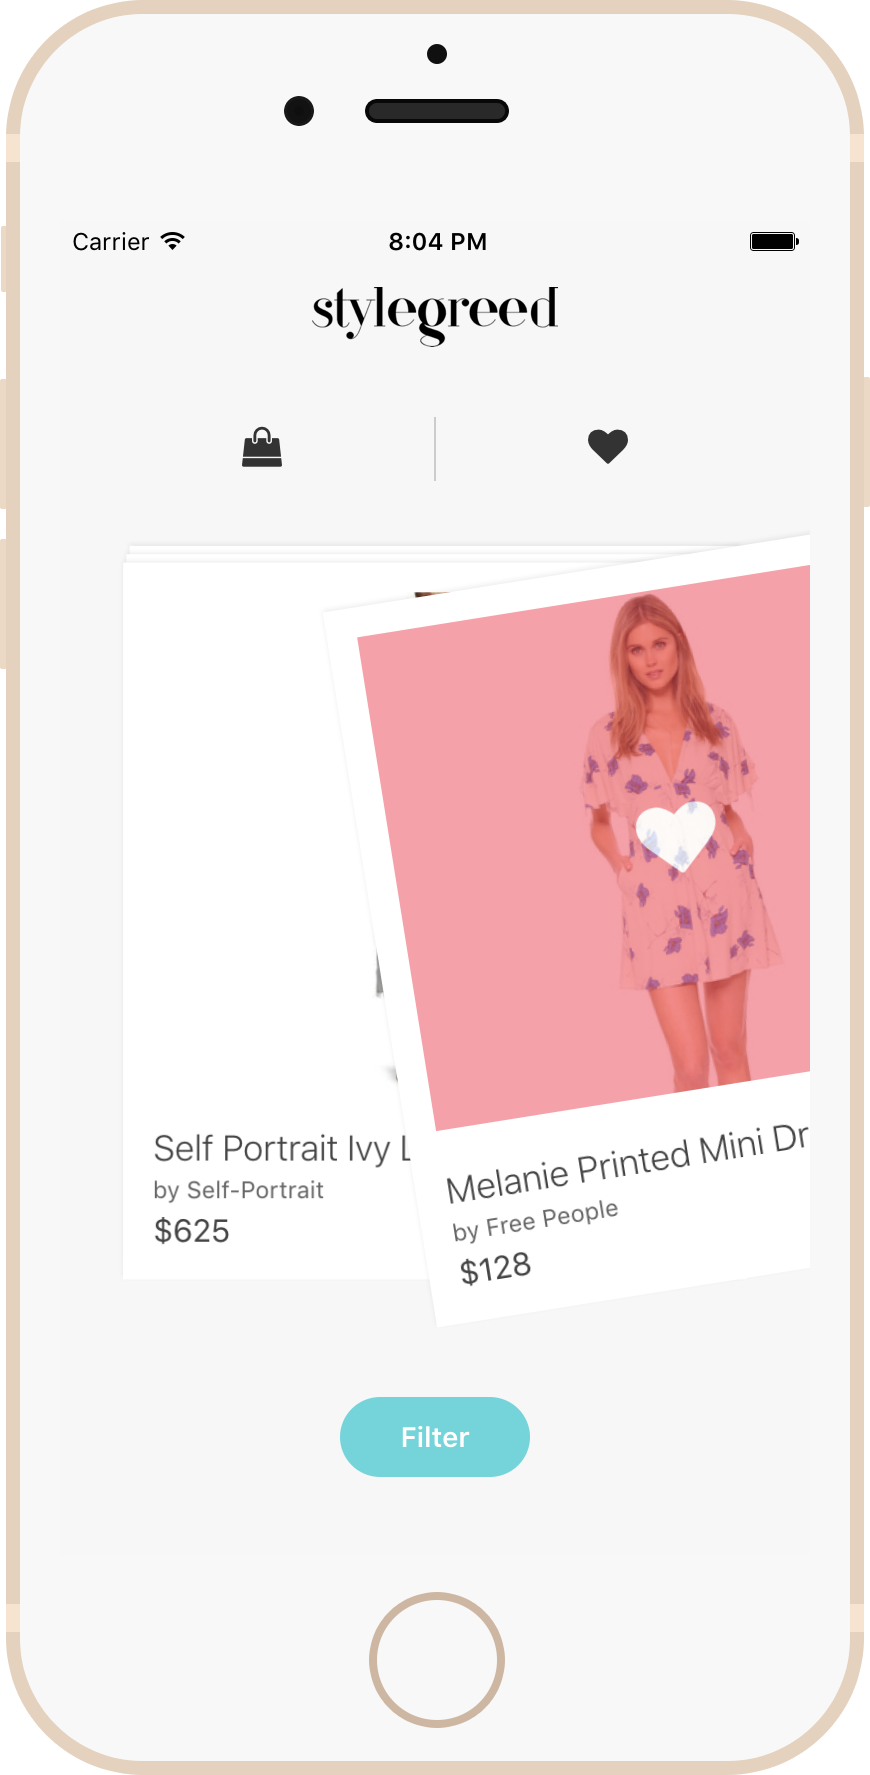 Carrier
8:04 PM
stylegreed
Self Portrait Ivy
by Self-Portrait
$625
Melanie Printed Mini
by Free People
$128
Filter